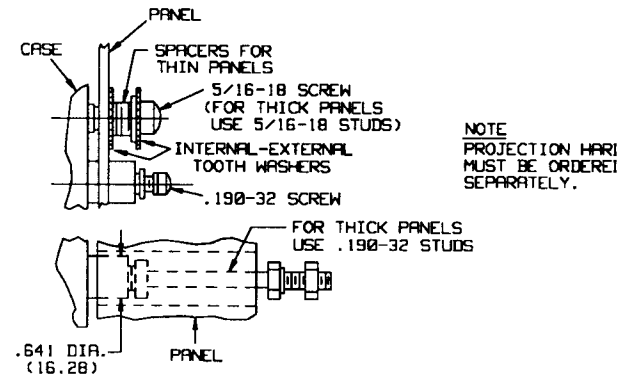 PANEL
CASE
SPACERS FOR
THIN PANELS
5/16-18 SCREW
(FOR THICK PANELS
USE 5/16-18 STUDS)
INTERNAL-EXTERNAL
TOOTH WASHERS
.190-32 SCREW
NOTE
PROJECTION HARD
MUST BE ORDERED
SEPARATELY.
FOR THICK PANELS
USE .190-32 STUDS
.641 DIA.
(16.28)
PANEL